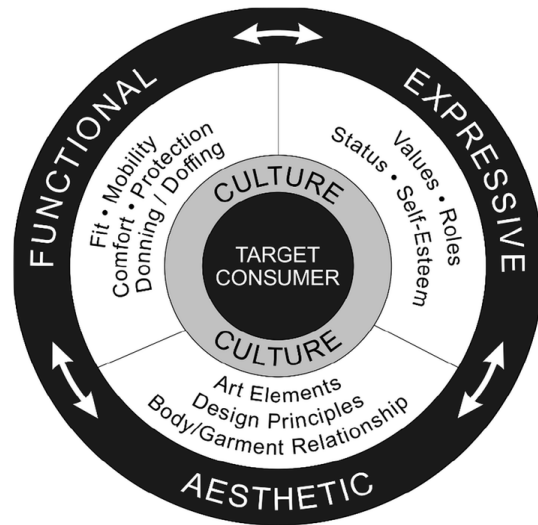 FUNCTIONAL
EXPRESSIVE
Fit • Mobility
Comfort • Protection
Donning / Doffing
Values • Roles
Status • Self-Esteem
CULTURE
TARGET
CONSUMER
CULTURE
Art Elements
Design Principles
Body/Garment Relationship
AESTHETIC